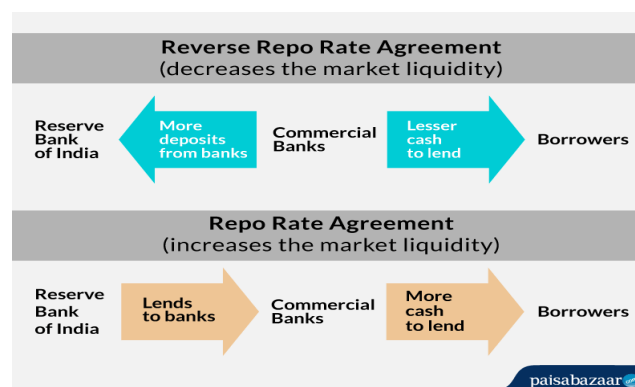 Reverse Repo Rate Agreement
(decreases the market liquidity)
Reserve
Bank
of India
More
deposits
from banks
Commercial
Banks
Lesser
cash
to lend
Borrowers
Repo Rate Agreement
(increases the market liquidity)
Reserve
Bank
of India
Lends
to banks
Commercial
Banks
More
cash
to lend
Borrowers
paisabazaar